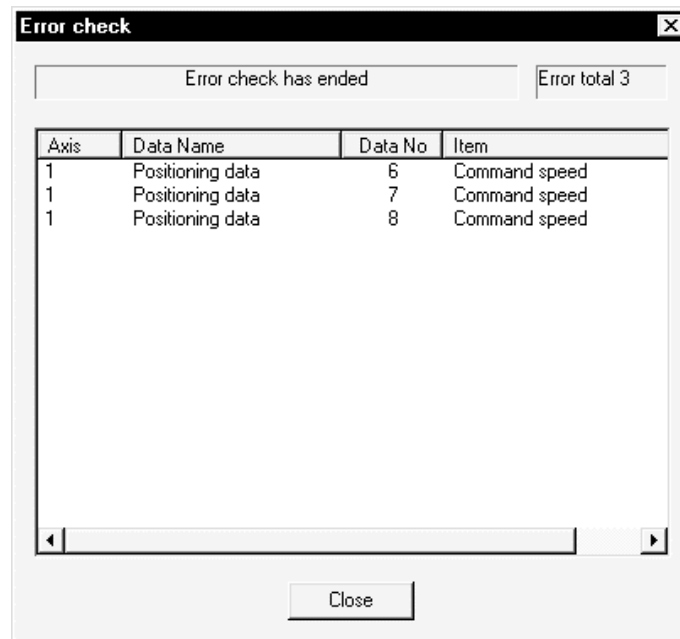 Error check
Error check has ended Error total 3
Axis Data Name Data No Item
1 Positioning data 6 Command speed
1 Positioning data 7 Command speed
1 Positioning data 8 Command speed
Close